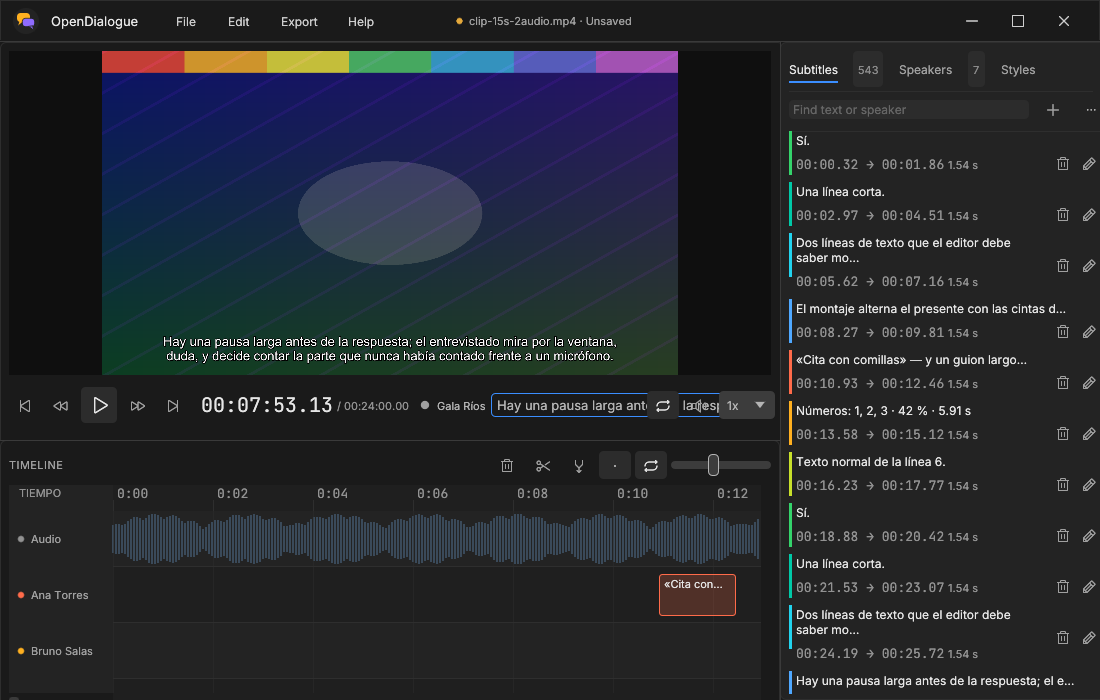 OpenDialogue File Edit Export Help clip-15s-2audio.mp4 · Unsaved
Hay una pausa larga antes de la respuesta; el entrevistado mira por la ventana,
duda, y decide contar la parte que nunca había contado frente a un micrófono.
00:07:53.13 / 00:24:00.00 Gala Ríos Hay una pausa larga 1x
TIMELINE
TIEMPO 0:00 0:02 0:04 0:06 0:08 0:10 0:12
Audio
Ana Torres «Cita con...
Bruno Salas
Subtitles 543 Speakers 7 Styles
Find text or speaker
Sí.
00:00.32 → 00:01.86 1.54 s
Una línea corta.
00:02.97 → 00:04.51 1.54 s
Dos líneas de texto que el editor debe
saber mo...
00:05.62 → 00:07.16 1.54 s
El montaje alterna el presente con las cintas d...
00:08.27 → 00:09.81 1.54 s
«Cita con comillas» — y un guion largo...
00:10.93 → 00:12.46 1.54 s
Números: 1, 2, 3 · 42 % · 5.91 s
00:13.58 → 00:15.12 1.54 s
Texto normal de la línea 6.
00:16.23 → 00:17.77 1.54 s
Sí.
00:18.88 → 00:20.42 1.54 s
Una línea corta.
00:21.53 → 00:23.07 1.54 s
Dos líneas de texto que el editor debe
saber mo...
00:24.19 → 00:25.72 1.54 s
Hay una pausa larga antes de la respuesta; el e...